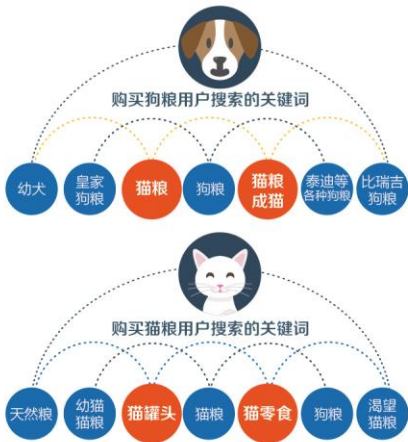 购买狗粮用户搜索的关键词
幼犬
皇家
狗粮
猫粮
狗粮
猫粮
成猫
泰迪等
各种狗粮
比瑞吉
狗粮
购买猫粮用户搜索的关键词
天然粮
幼猫
猫粮
猫罐头
猫粮
猫零食
狗粮
渴望
猫粮